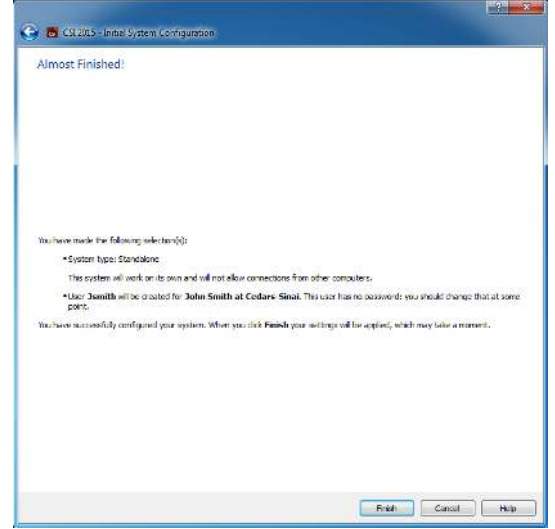 CSI 2015 - Initial System Configuration
Almost Finished!
You have made the following selection(s):
System type: Standalone
This system will work on its own and will not allow connections from other computers.
User Jsmith will be created for John Smith at Cedars-Sinai. This user has no password: you should change that at some
point.
You have successfully configured your system. When you click Finish your settings will be applied, which may take a moment.
Finish Cancel Help